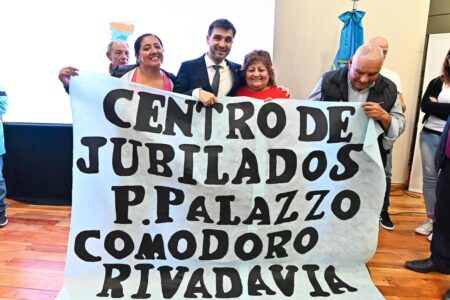 CENTRO DE
JUBILADOS
P. PALAZZO
COMODORO
RIVADAVIA